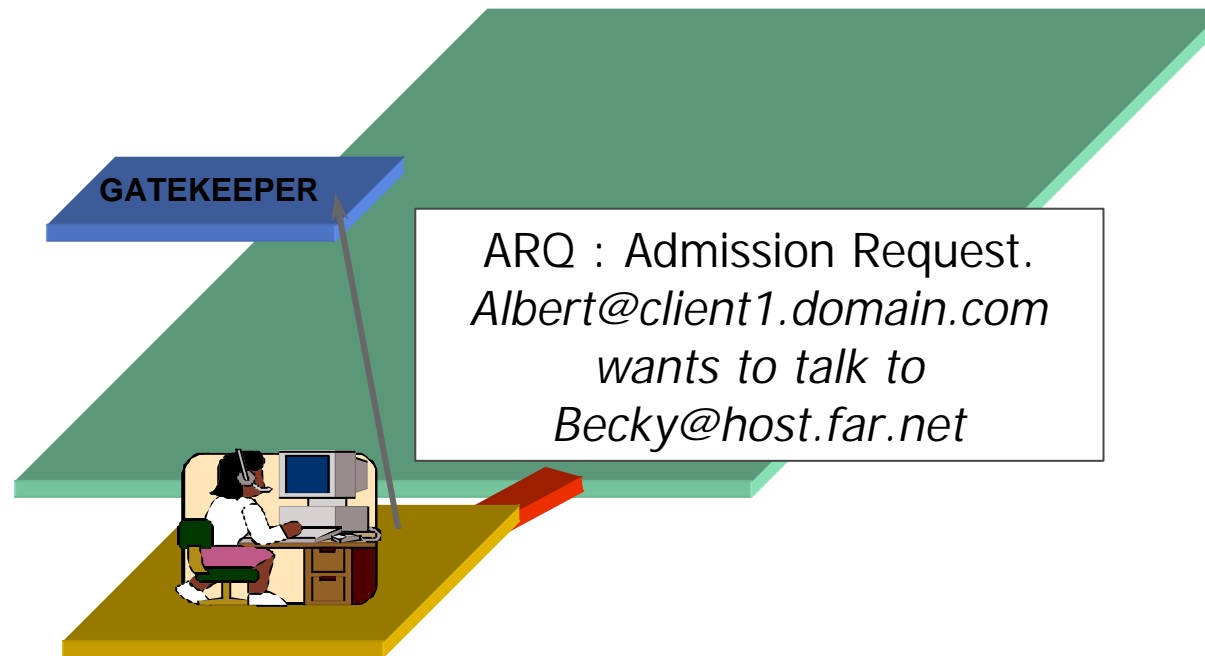 GATEKEEPER
ARQ : Admission Request.
Albert@client1.domain.com
wants to talk to
Becky@host.far.net